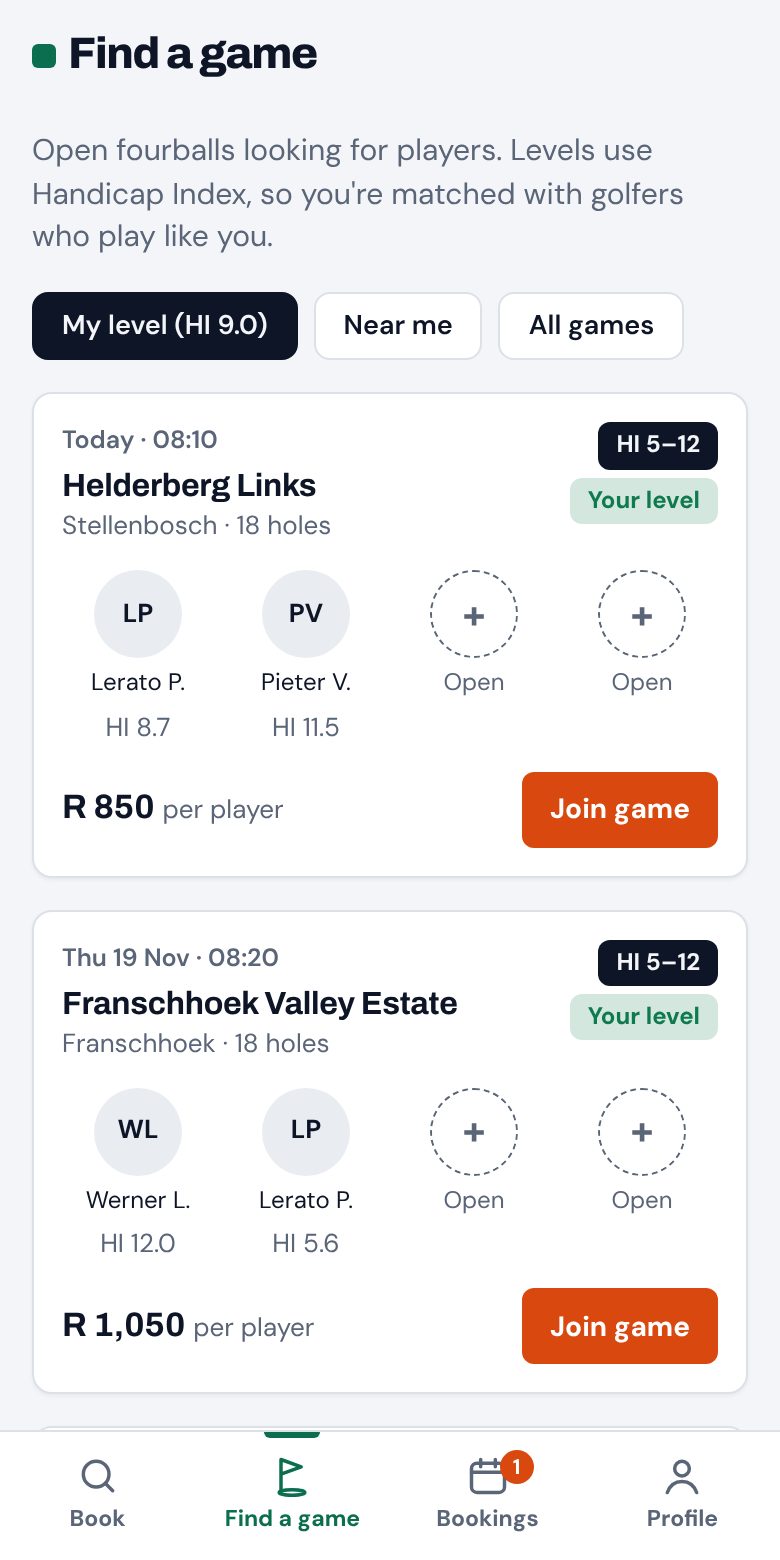 Find a game
Open fourballs looking for players. Levels use
Handicap Index, so you're matched with golfers
who play like you.
My level (HI 9.0)
Near me
All games
Today · 08:10
HI 5–12
Helderberg Links
Your level
Stellenbosch · 18 holes
LP
PV
+
+
Lerato P.
Pieter V.
Open
Open
HI 8.7
HI 11.5
R 850 per player
Join game
Thu 19 Nov · 08:20
HI 5–12
Franschhoek Valley Estate
Your level
Franschhoek · 18 holes
WL
LP
+
+
Werner L.
Lerato P.
Open
Open
HI 12.0
HI 5.6
R 1,050 per player
Join game
1
Book
Find a game
Bookings
Profile